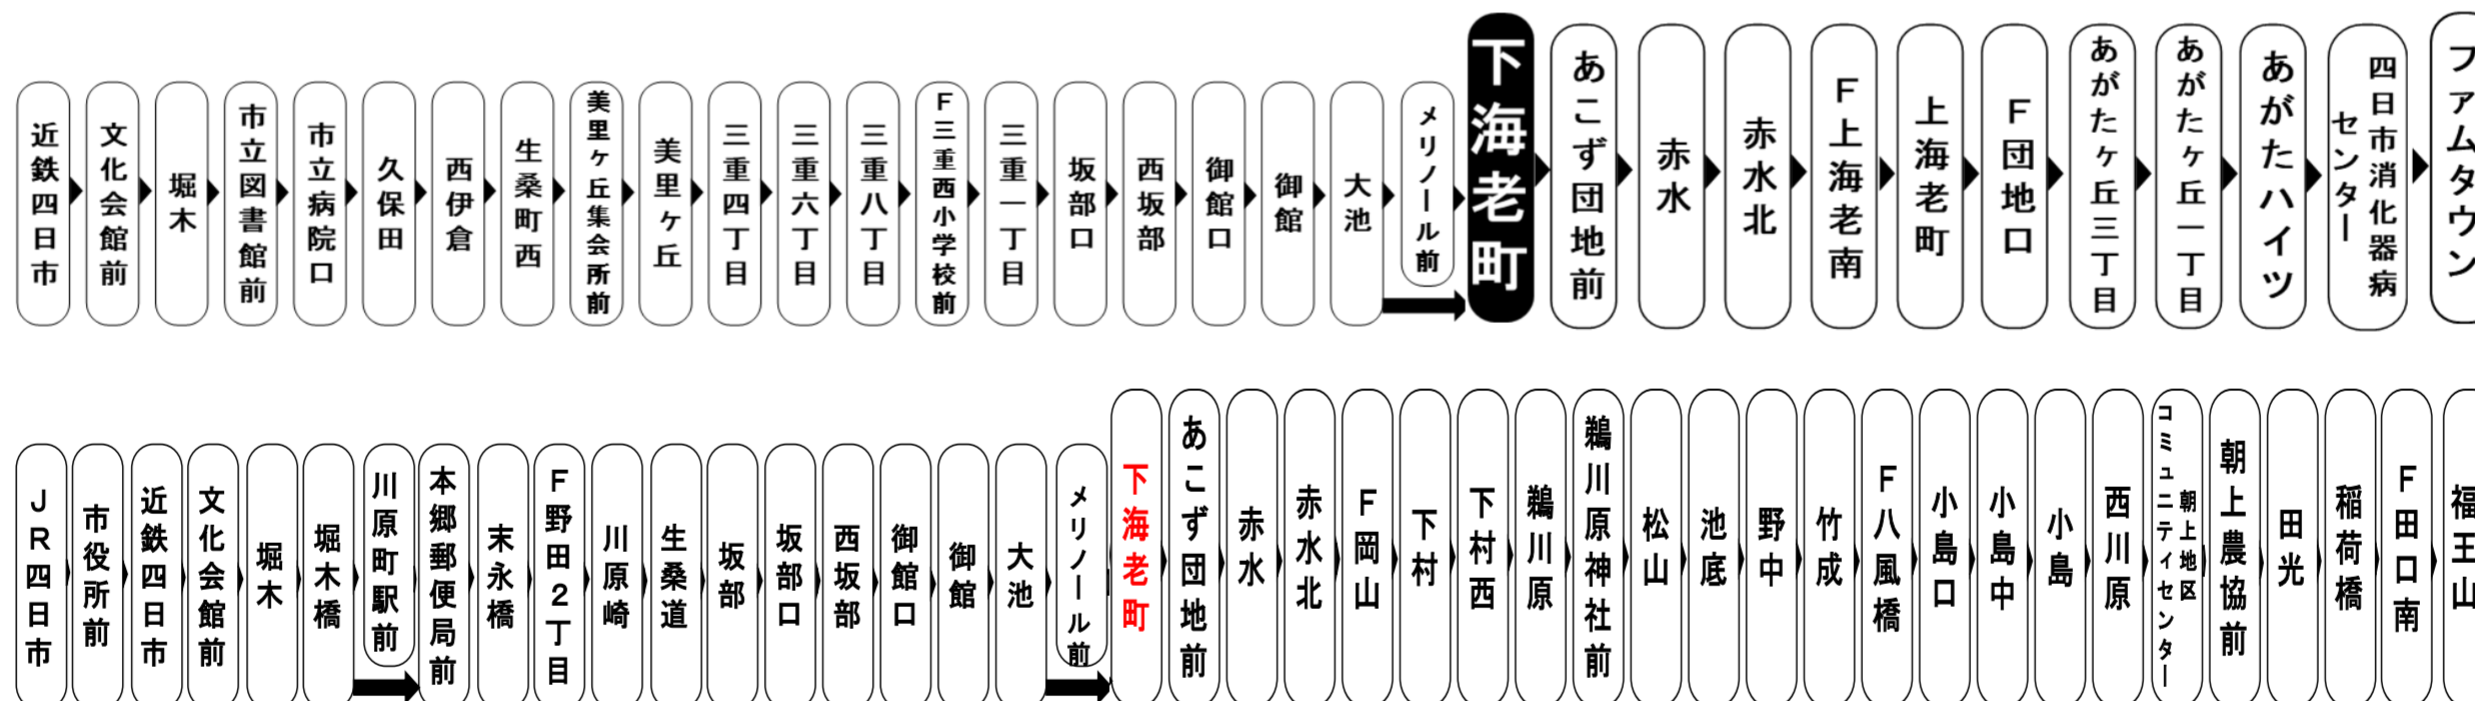 近鉄四日市
文化会館前
堀木
市立図書館前
市立病院口
久保田
西伊倉
生桑町西
美里ヶ丘集会所前
美里ヶ丘
三重四丁目
三重六丁目
三重八丁目
F三重西小学校前
三重一丁目
坂部口
西坂部
御館口
御館
大池
メリノール前
下海老町
あこず団地前
赤水
赤水北
F上海老南
上海老町
F団地口
あがたヶ丘三丁目
あがたヶ丘一丁目
あがたハイツ
四日市消化器病
センター
ファムタウン
JR四日市
市役所前
近鉄四日市
文化会館前
堀木
堀木橋
川原町駅前
本郷郵便局前
末永橋
F野田2丁目
川原崎
生桑道
坂部
坂部口
西坂部
御館口
御館
大池
メリノール前
下海老町
あこず団地前
赤水
赤水北
F岡山
下村
下村西
鵜川原
鵜川原神社前
松山
池底
野中
竹成
F八風橋
小島口
小島中
小島
西川原
朝上地区
コミュニティセンター
朝上農協前
田光
稲荷橋
F田口南
福王山